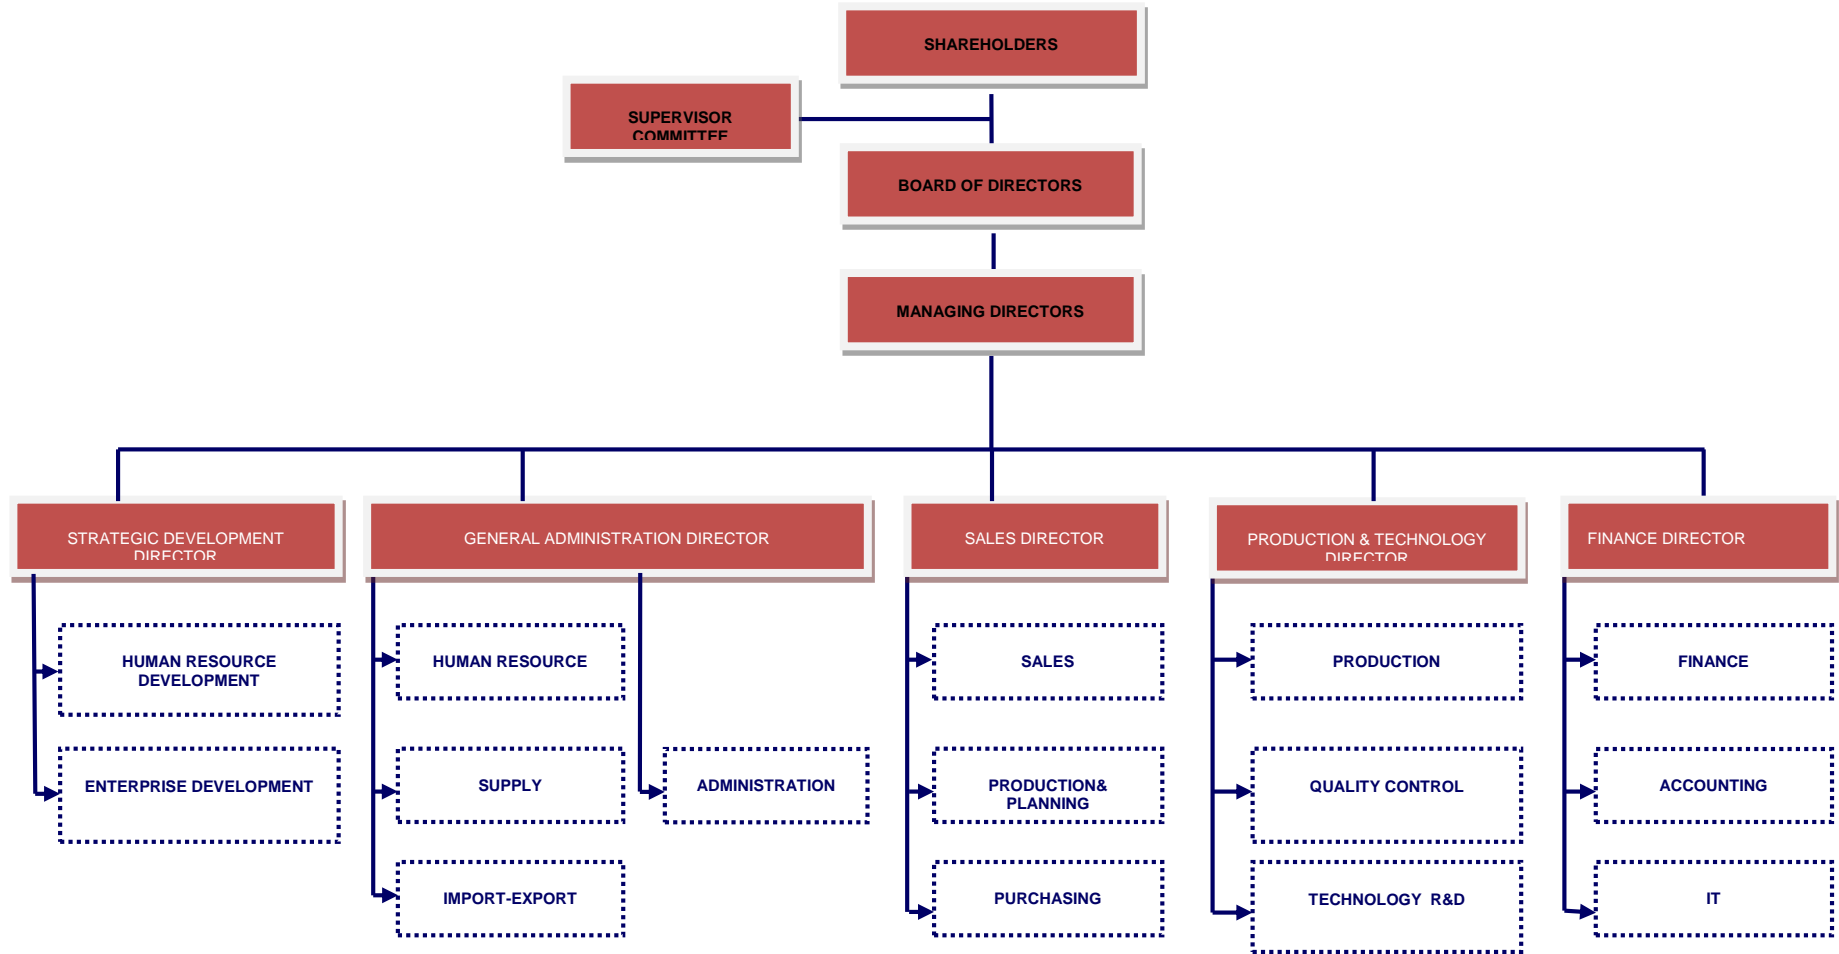 SHAREHOLDERS
SUPERVISOR
COMMITTEE
BOARD OF DIRECTORS
MANAGING DIRECTORS
STRATEGIC DEVELOPMENT
DIRECTOR
GENERAL ADMINISTRATION DIRECTOR
SALES DIRECTOR
PRODUCTION & TECHNOLOGY
DIRECTOR
FINANCE DIRECTOR
HUMAN RESOURCE
DEVELOPMENT
ENTERPRISE DEVELOPMENT
HUMAN RESOURCE
SUPPLY
IMPORT-EXPORT
ADMINISTRATION
SALES
PRODUCTION&
PLANNING
PURCHASING
PRODUCTION
QUALITY CONTROL
TECHNOLOGY  R&D
FINANCE
ACCOUNTING
IT